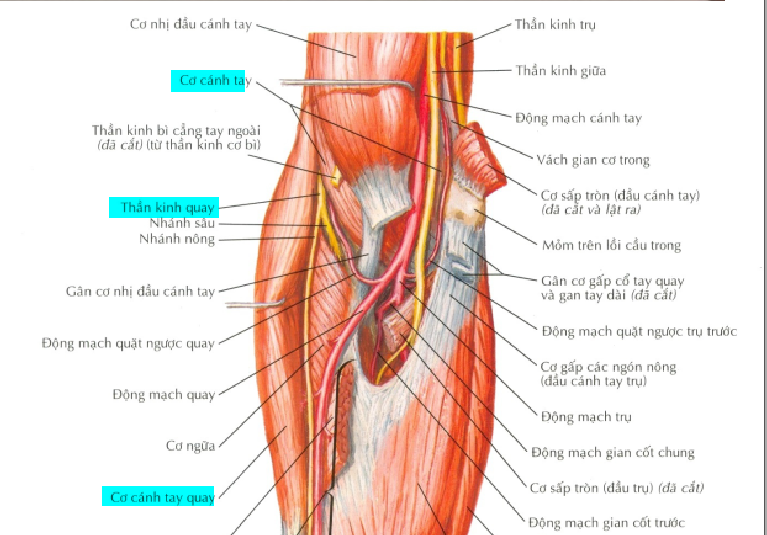 Cơ nhị đầu cánh tay
Cơ cánh tay
Thần kinh bì cẳng tay ngoài
(đã cắt) (từ thần kinh cơ bì)
Thần kinh quay
Nhánh sâu
Nhánh nông
Gân cơ nhị đầu cánh tay
Động mạch quặt ngược quay
Động mạch quay
Cơ ngửa
Cơ cánh tay quay
Thần kinh trụ
Thần kinh giữa
Động mạch cánh tay
Vách gian cơ trong
Cơ sấp tròn (đầu cánh tay)
(đã cắt và lật ra)
Mỏm trên lồi cầu trong
Gân cơ gấp cổ tay quay
và gan tay dài (đã cắt)
Động mạch quặt ngược trụ trước
Cơ gấp các ngón nông
(đầu cánh tay trụ)
Động mạch trụ
Động mạch gian cốt chung
Cơ sấp tròn (đầu trụ) (đã cắt)
Động mạch gian cốt trước